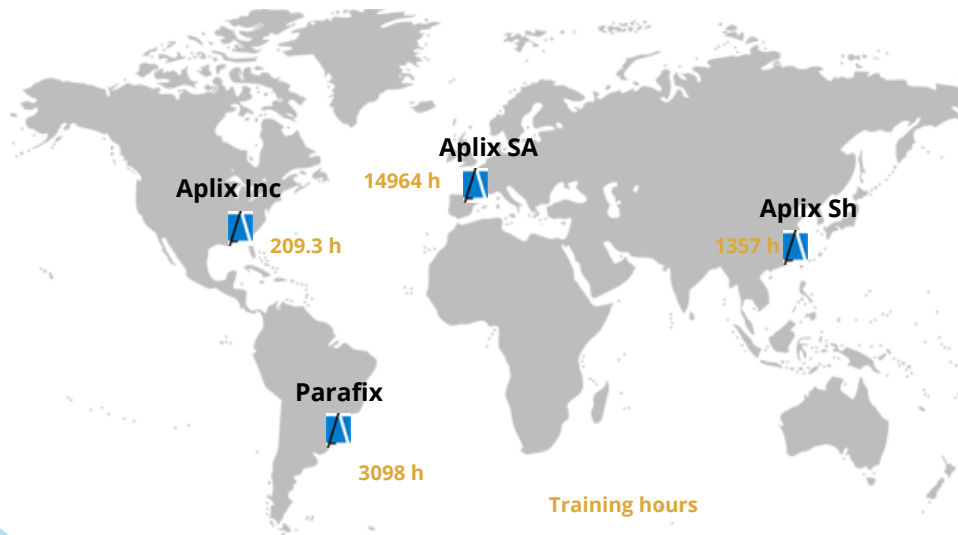 Aplix SA
14964 h
Aplix Inc
209.3 h
Aplix Sh
1357 h
Parafix
3098 h
Training hours